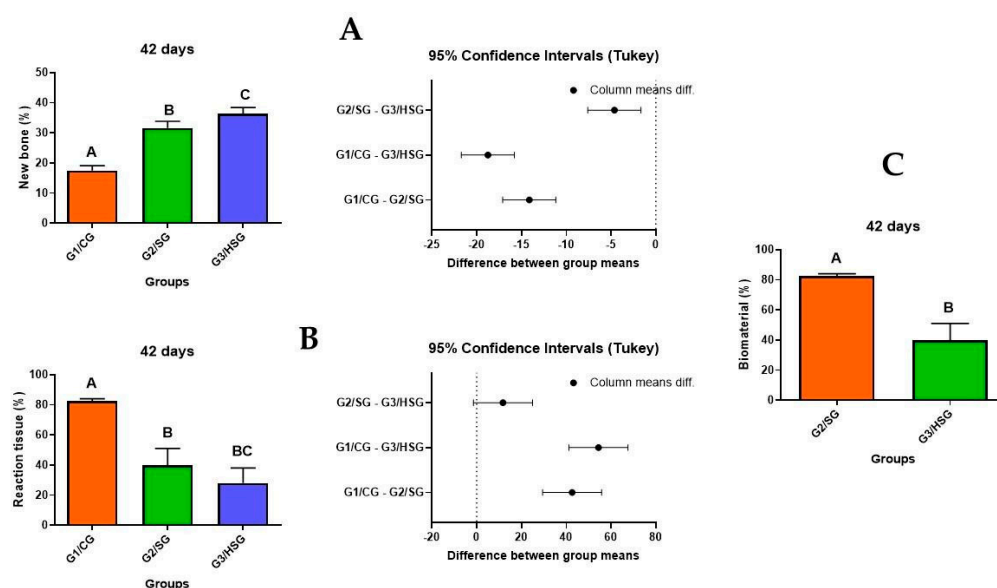 A
42 days
New bone (%)
50
40
30
20
10
0
A
B
C
G1/CG
G2/SG
G3/HSG
Groups
95% Confidence Intervals (Tukey)
Column means diff.
G2/SG - G3/HSG
G1/CG - G3/HSG
G1/CG - G2/SG
-25 -20 -15 -10 -5 0
Difference between group means
B
42 days
Reaction tissue (%)
100
80
60
40
20
0
A
B
BC
G1/CG
G2/SG
G3/HSG
Groups
95% Confidence Intervals (Tukey)
Column means diff.
G2/SG - G3/HSG
G1/CG - G3/HSG
G1/CG - G2/SG
-20 0 20 40 60 80
Difference between group means
C
42 days
Biomaterial (%)
100
80
60
40
20
0
A
B
G2/SG
G3/HSG
Groups